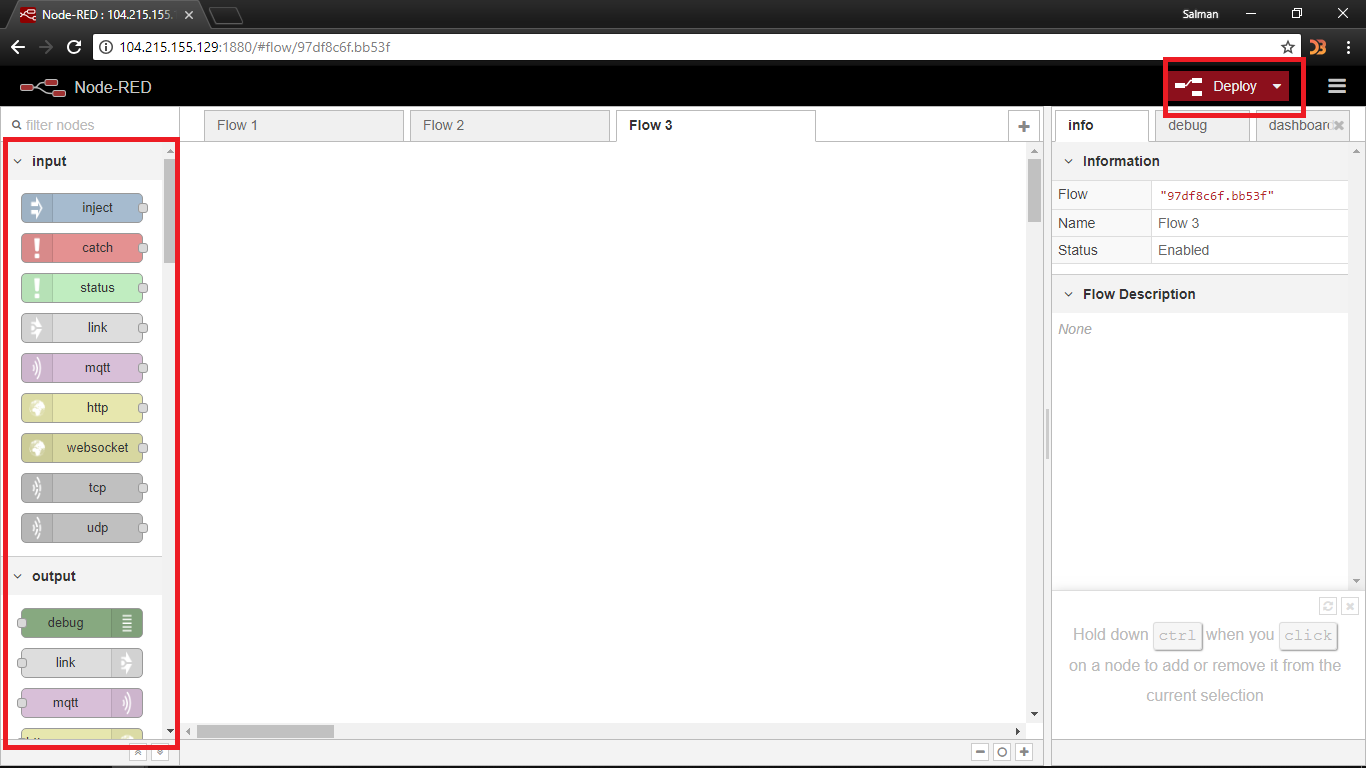 Node-RED : 104.215.155.
Salman
104.215.155.129:1880/#flow/97df8c6f.bb53f
Node-RED
Deploy
filter nodes
Flow 1
Flow 2
Flow 3
info
debug
dashboard
input
inject
catch
status
link
mqtt
http
websocket
tcp
udp
output
debug
link
mqtt
Information
Flow "97df8c6f.bb53f"
Name Flow 3
Status Enabled
Flow Description
None
Hold down ctrl when you click
on a node to add or remove it from the
current selection